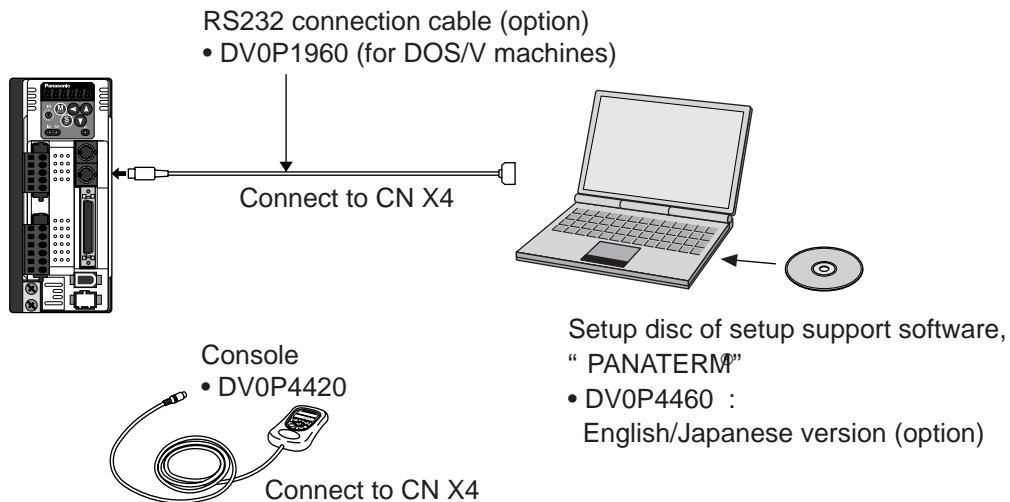 RS232 connection cable (option)
• DV0P1960 (for DOS/V machines)
Panasonic
M
S
Connect to CN X4
Setup disc of setup support software,
“ PANATERM®”
• DV0P4460 :
English/Japanese version (option)
Console
• DV0P4420
Connect to CN X4